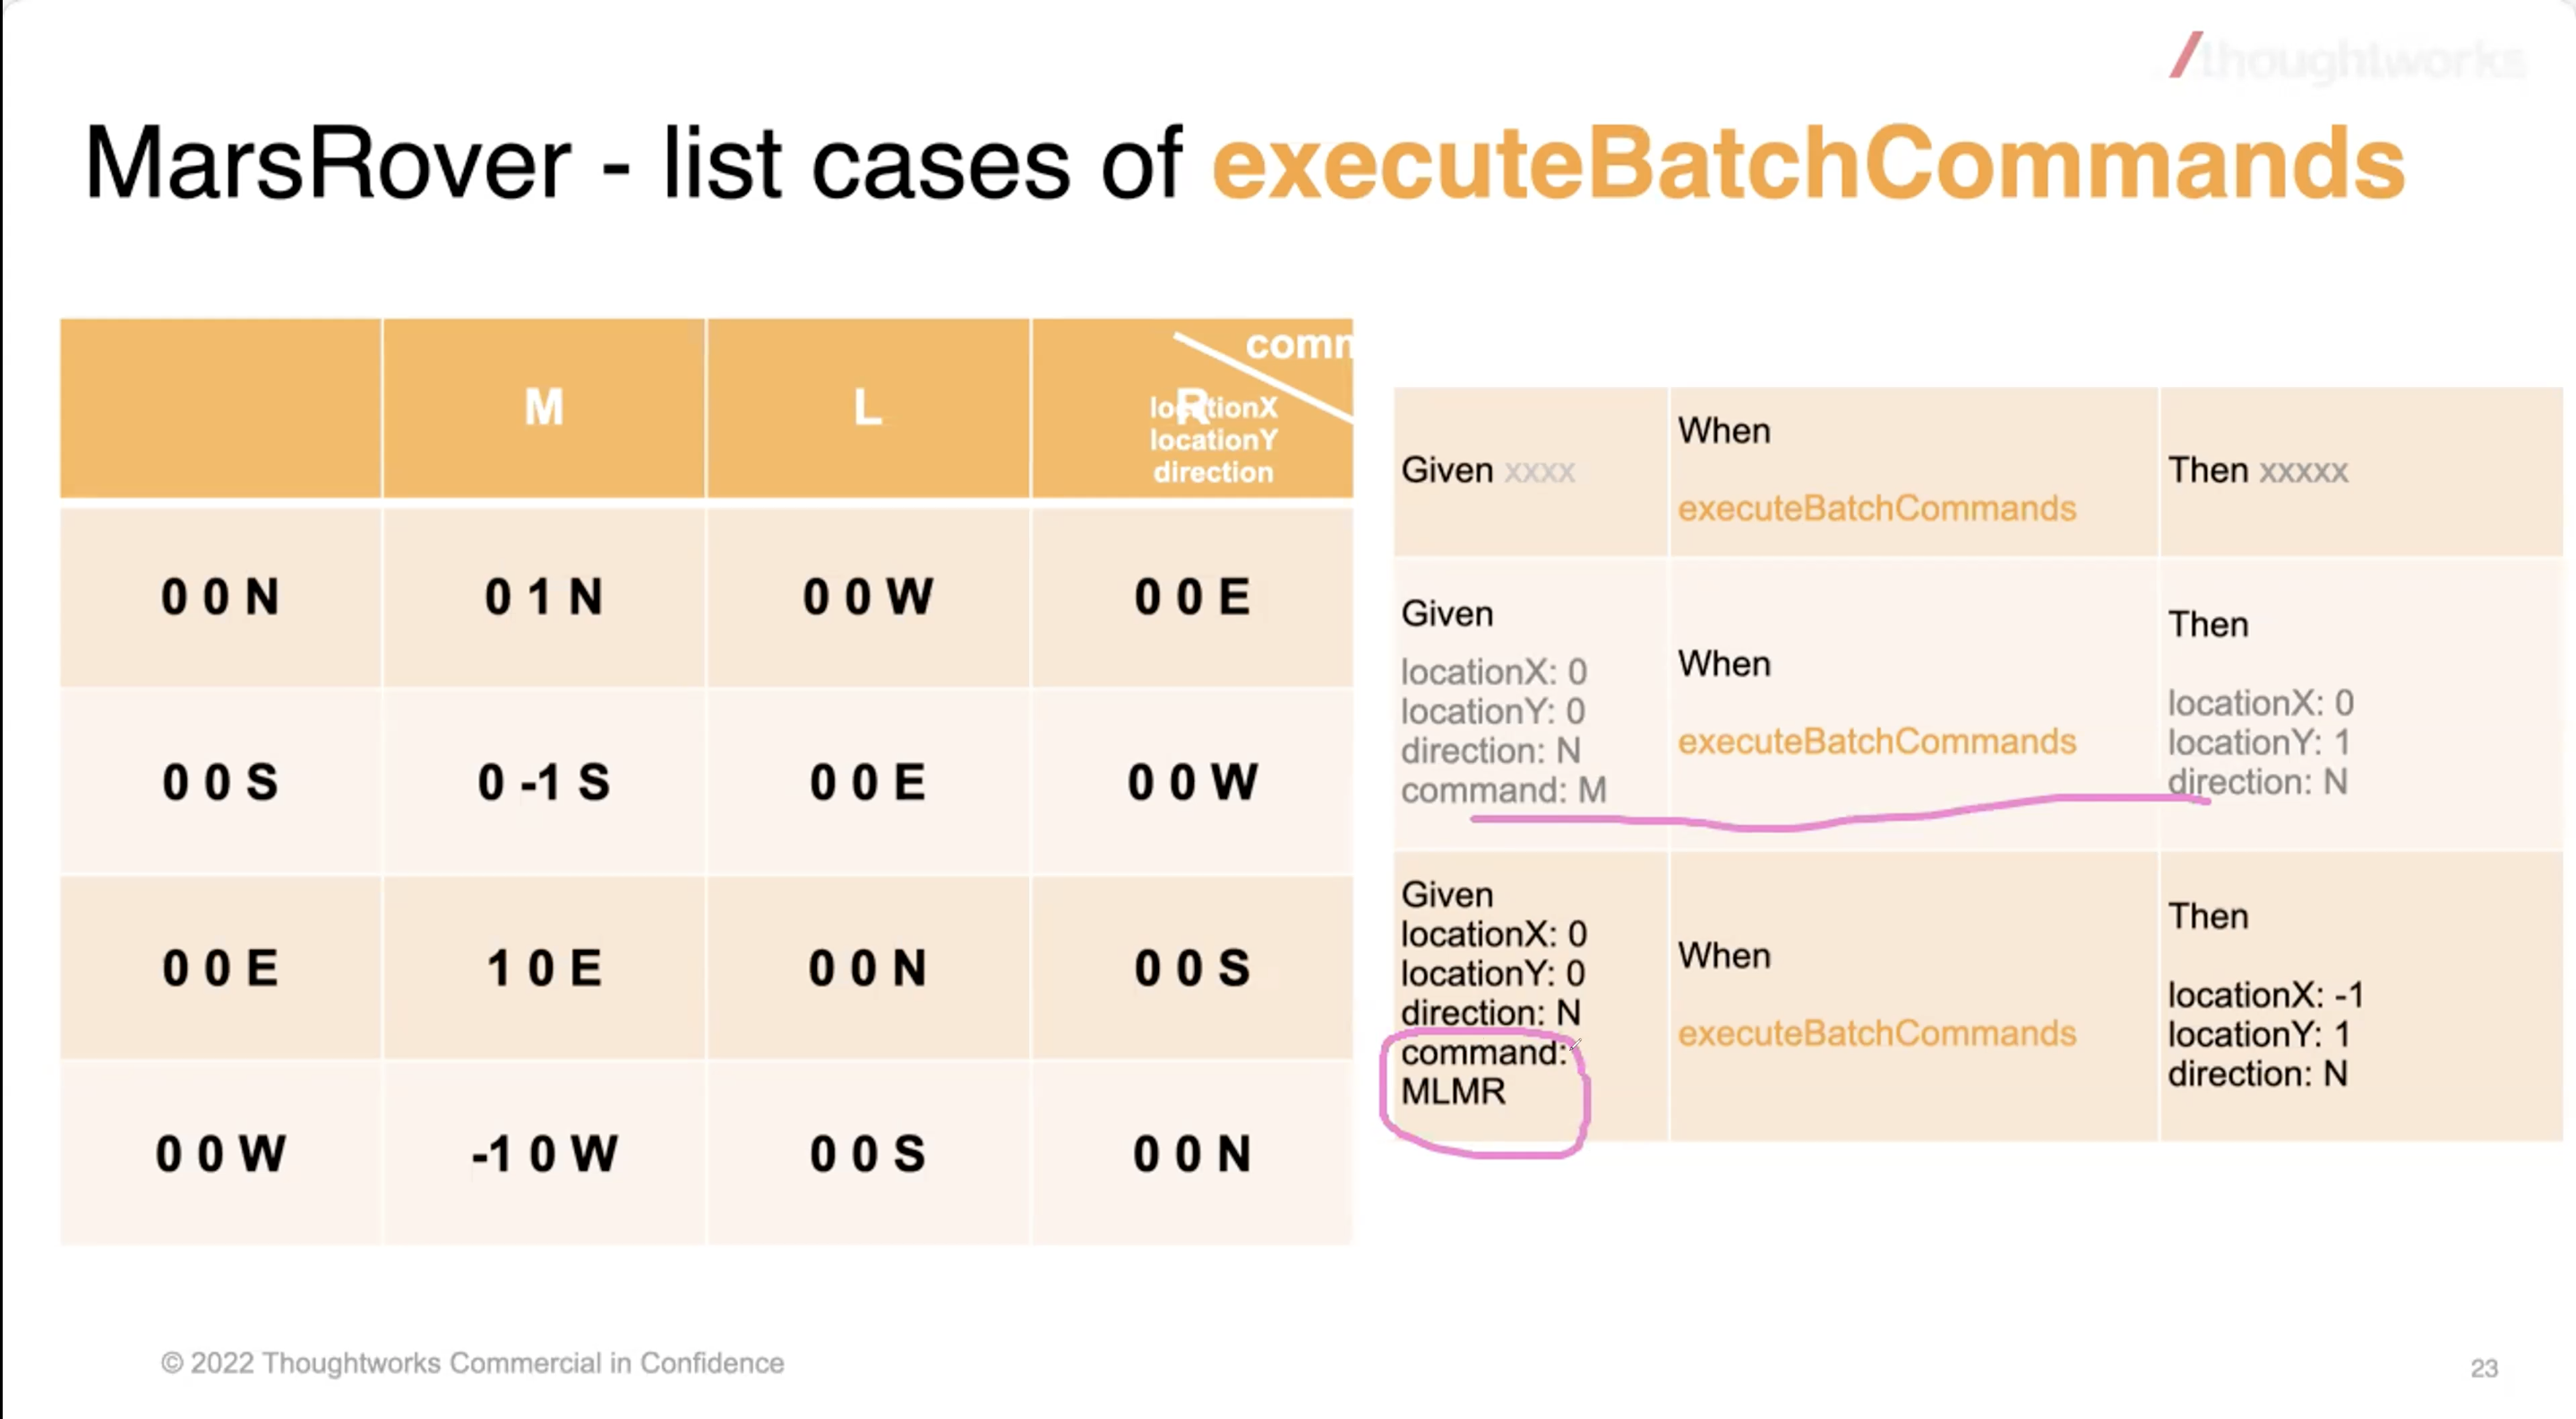 thoughtworks
MarsRover - list cases of executeBatchCommands
M
L
R
comm
locationX
locationY
direction
0 0 N
0 1 N
0 0 W
0 0 E
0 0 S
0 -1 S
0 0 E
0 0 W
0 0 E
1 0 E
0 0 N
0 0 S
0 0 W
-1 0 W
0 0 S
0 0 N
Given xxxx
When
executeBatchCommands
Then xxxxx
Given
locationX: 0
locationY: 0
direction: N
command: M
When
executeBatchCommands
Then
locationX: 0
locationY: 1
direction: N
Given
locationX: 0
locationY: 0
direction: N
command:
MLMR
When
executeBatchCommands
Then
locationX: -1
locationY: 1
direction: N
© 2022 Thoughtworks Commercial in Confidence
23